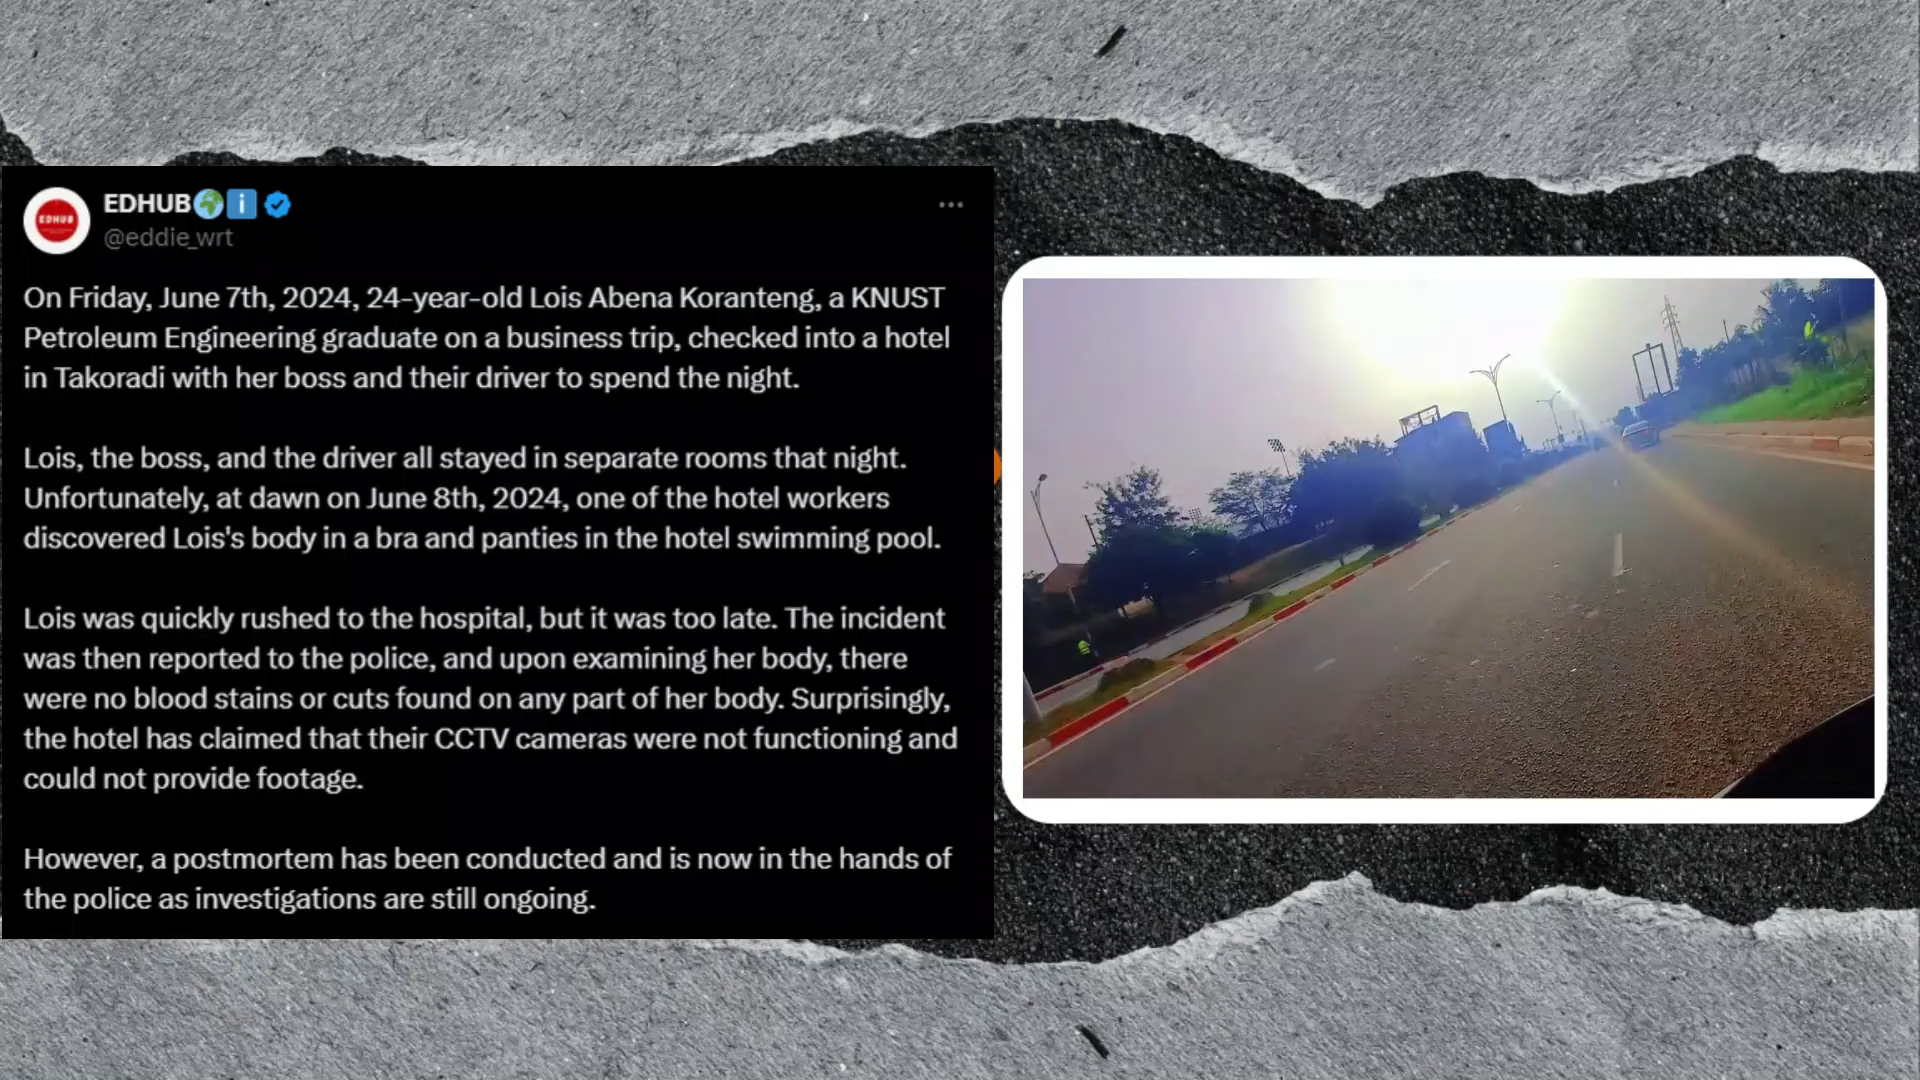 EDHUB
EDHUB
@eddie_wrt
On Friday, June 7th, 2024, 24-year-old Lois Abena Koranteng, a KNUST
Petroleum Engineering graduate on a business trip, checked into a hotel
in Takoradi with her boss and their driver to spend the night.
Lois, the boss, and the driver all stayed in separate rooms that night.
Unfortunately, at dawn on June 8th, 2024, one of the hotel workers
discovered Lois's body in a bra and panties in the hotel swimming pool.
Lois was quickly rushed to the hospital, but it was too late. The incident
was then reported to the police, and upon examining her body, there
were no blood stains or cuts found on any part of her body. Surprisingly,
the hotel has claimed that their CCTV cameras were not functioning and
could not provide footage.
However, a postmortem has been conducted and is now in the hands of
the police as investigations are still ongoing.